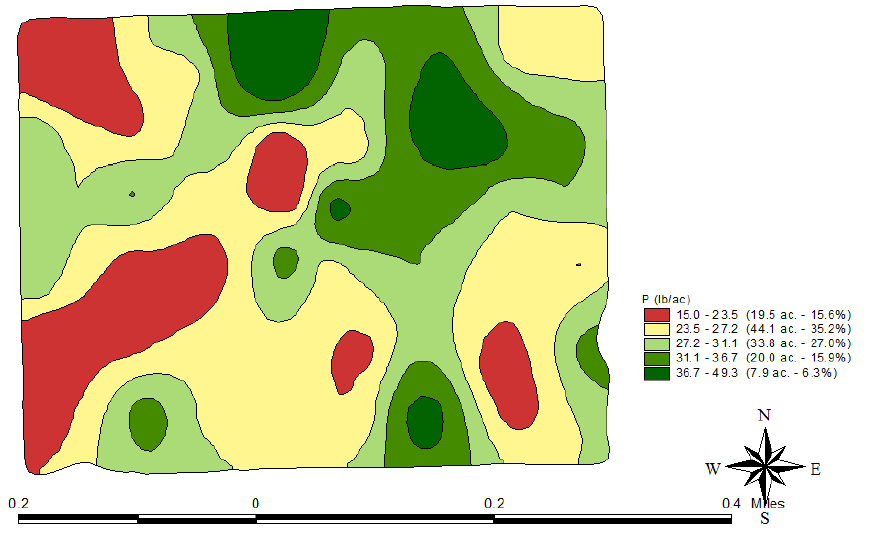 P (lb/ac)
15.0 - 23.5 (19.5 ac. - 15.6%)
23.5 - 27.2 (44.1 ac. - 35.2%)
27.2 - 31.1 (33.8 ac. - 27.0%)
31.1 - 36.7 (20.0 ac. - 15.9%)
36.7 - 49.3 (7.9 ac. - 6.3%)
N
W E
S
0.2 0 0.2 0.4 Miles